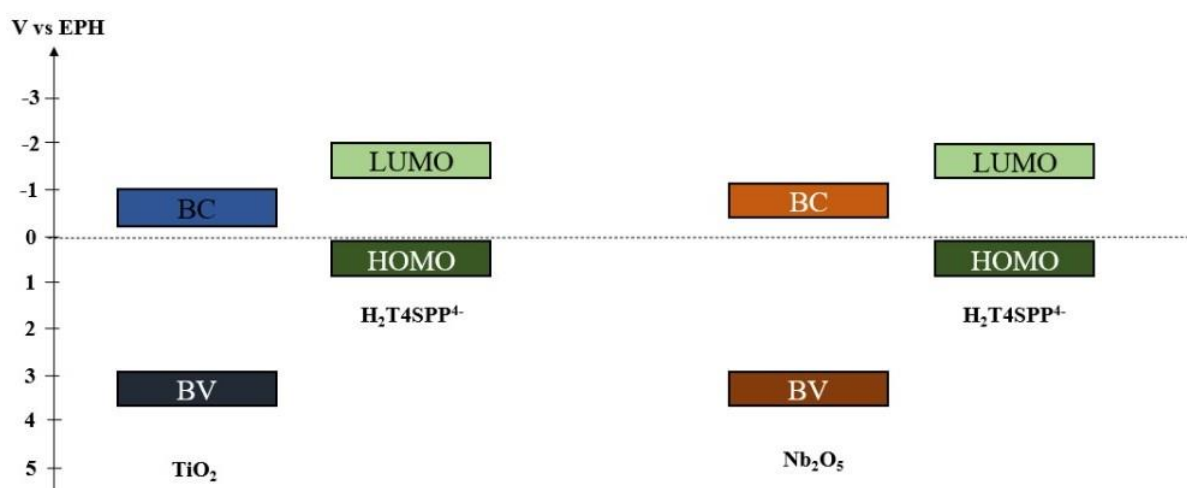 V vs EPH
-3
-2
LUMO
LUMO
-1
BC
BC
0
HOMO
HOMO
1
H₂T4SPP⁴⁻
H₂T4SPP⁴⁻
2
3
BV
BV
4
5
TiO₂
Nb₂O₅